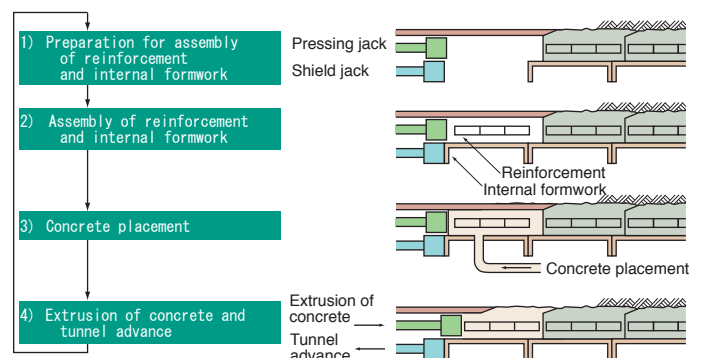 1) Preparation for assembly
of reinforcement
and internal formwork
Pressing jack
Shield jack
2) Assembly of reinforcement
and internal formwork
Reinforcement
Internal formwork
3) Concrete placement
Concrete placement
4) Extrusion of concrete and
tunnel advance
Extrusion of
concrete
Tunnel
advance